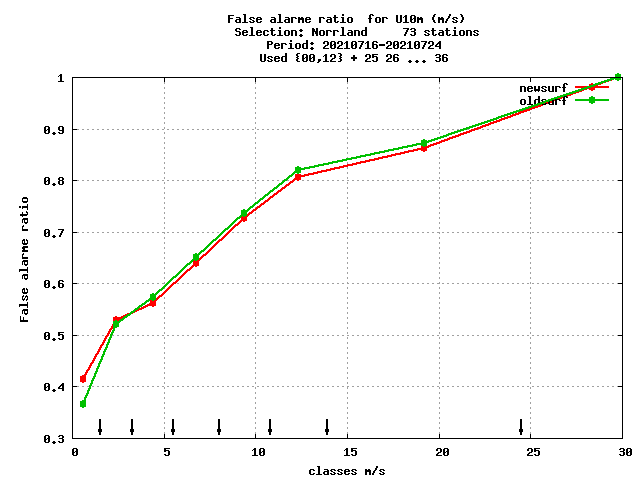 False alarme ratio  for U10m (m/s)
Selection: Norrland     73 stations
Period: 20210716-20210724
Used {00,12} + 25 26 ... 36
newsurf
oldsurf
1
0.9
0.8
0.7
0.6
0.5
0.4
0.3
False alarme ratio
0 5 10 15 20 25 30
classes m/s